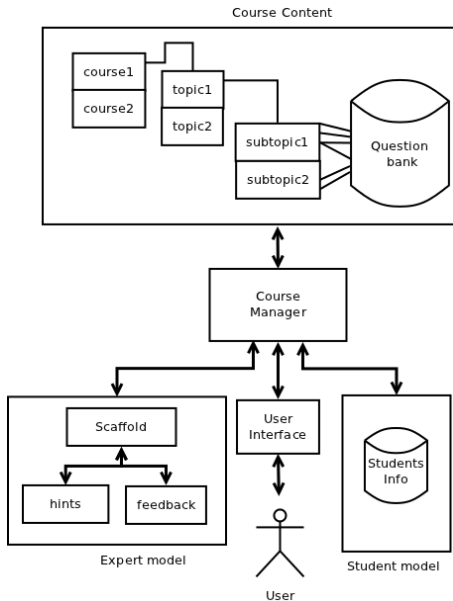 Course Content
course1
course2
topic1
topic2
subtopic1
subtopic2
Question
bank
Course
Manager
Scaffold
hints
feedback
Expert model
User
Interface
User
Students
Info
Student model